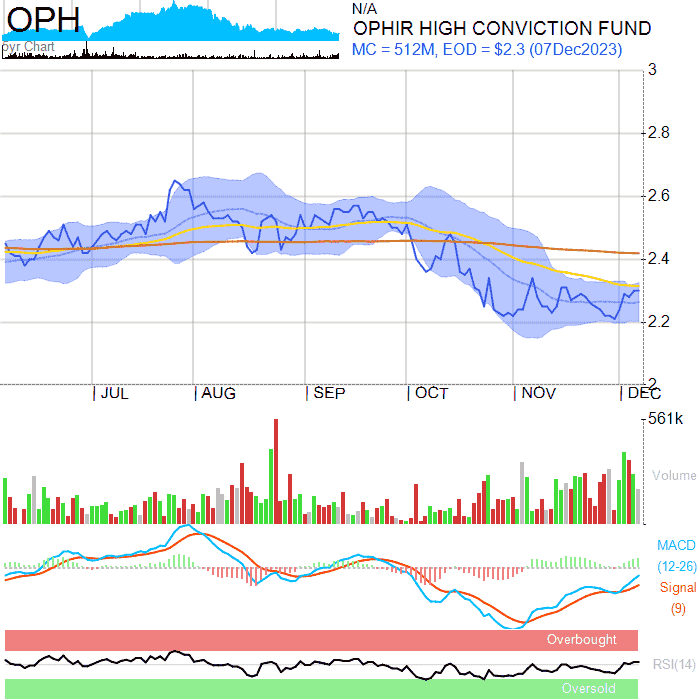 OPH
5yr Chart
N/A
OPHIR HIGH CONVICTION FUND
MC = 512M, EOD = $2.3 (07Dec2023)
3
2.8
2.6
2.4
2.2
2
JUL AUG SEP OCT NOV DEC
561k
Volume
MACD
(12-26)
Signal
(9)
Overbought
RSI(14)
Oversold